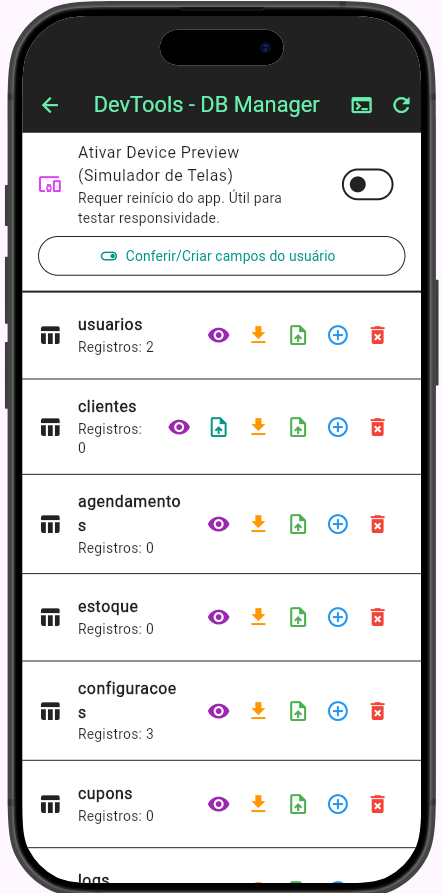 DevTools - DB Manager
Ativar Device Preview
(Simulador de Telas)
Requer reinício do app. Útil para
testar responsividade.
Conferir/Criar campos do usuário
usuarios
Registros: 2
clientes
Registros:
0
agendamento
s
Registros: 0
estoque
Registros: 0
configuracoe
s
Registros: 3
cupons
Registros: 0
logs